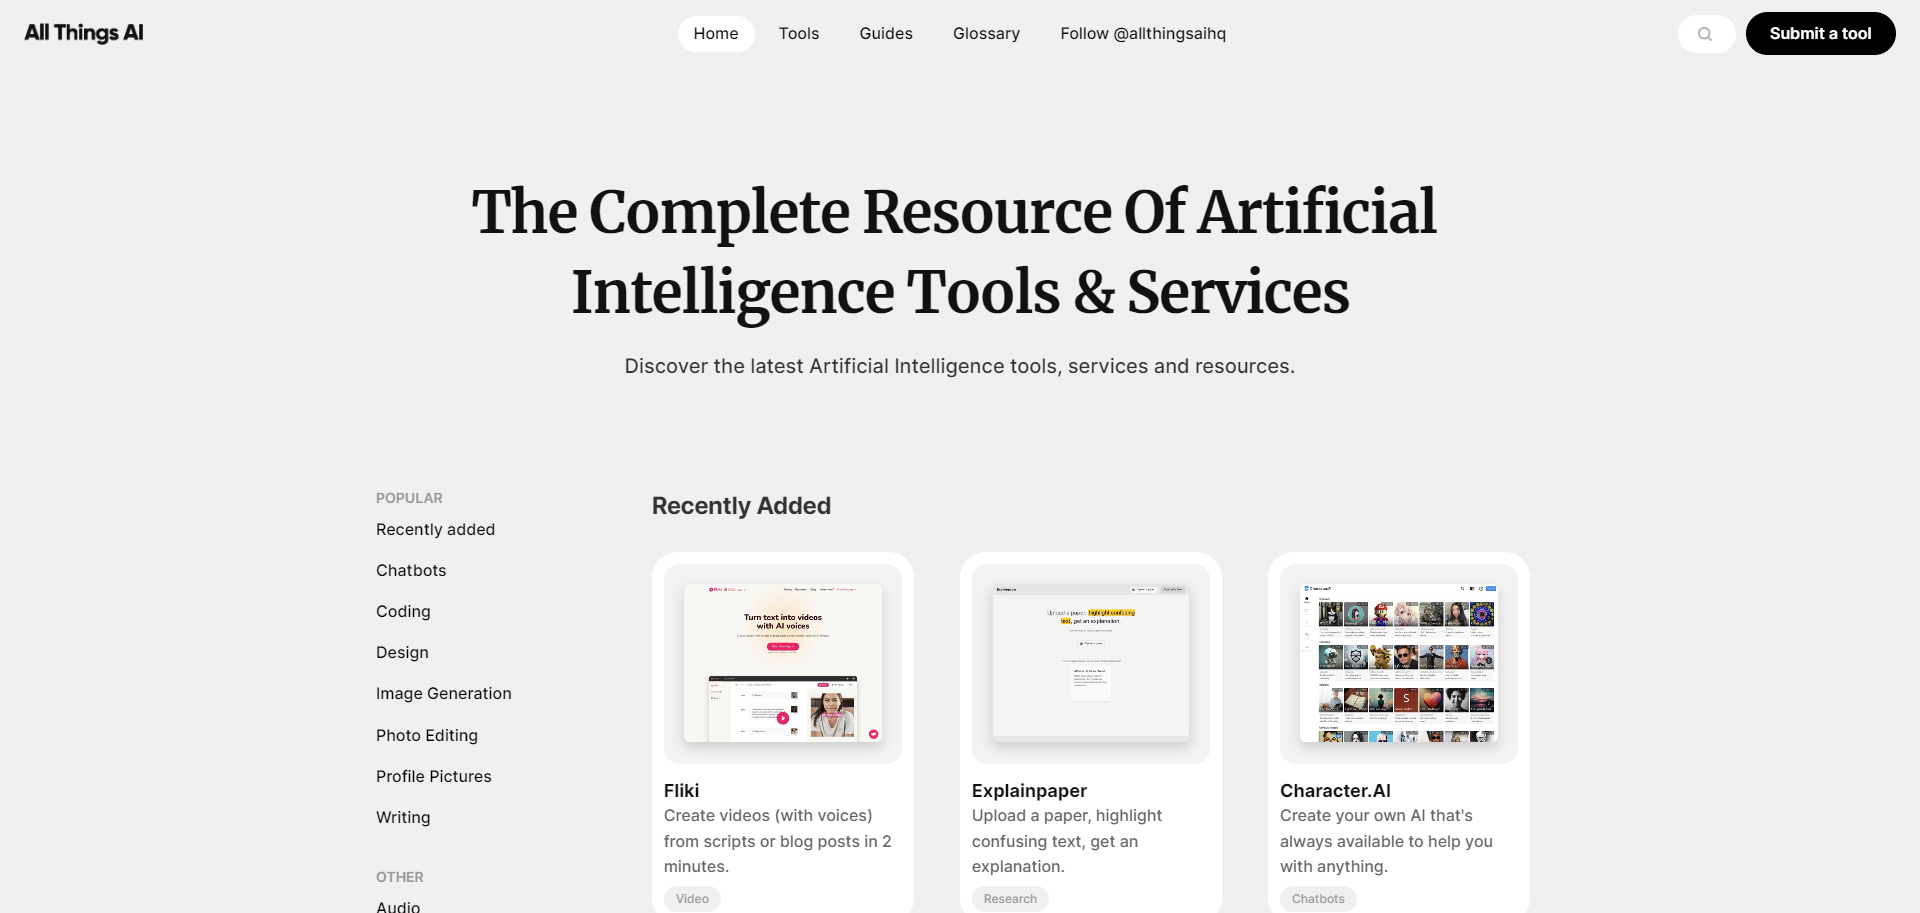 All Things AI
Home
Tools
Guides
Glossary
Follow @allthingsaihq
Submit a tool
The Complete Resource Of Artificial
Intelligence Tools & Services
Discover the latest Artificial Intelligence tools, services and resources.
POPULAR
Recently added
Chatbots
Coding
Design
Image Generation
Photo Editing
Profile Pictures
Writing
OTHER
Audio
Recently Added
Fliki
Turn text into videos
with AI voices
Fliki
Create videos (with voices)
from scripts or blog posts in 2
minutes.
Video
Explainpaper
Upload a paper, highlight confusing
text, get an explanation.
Explainpaper
Upload a paper, highlight
confusing text, get an
explanation.
Research
Character.AI
Character.AI
Create your own AI that's
always available to help you
with anything.
Chatbots